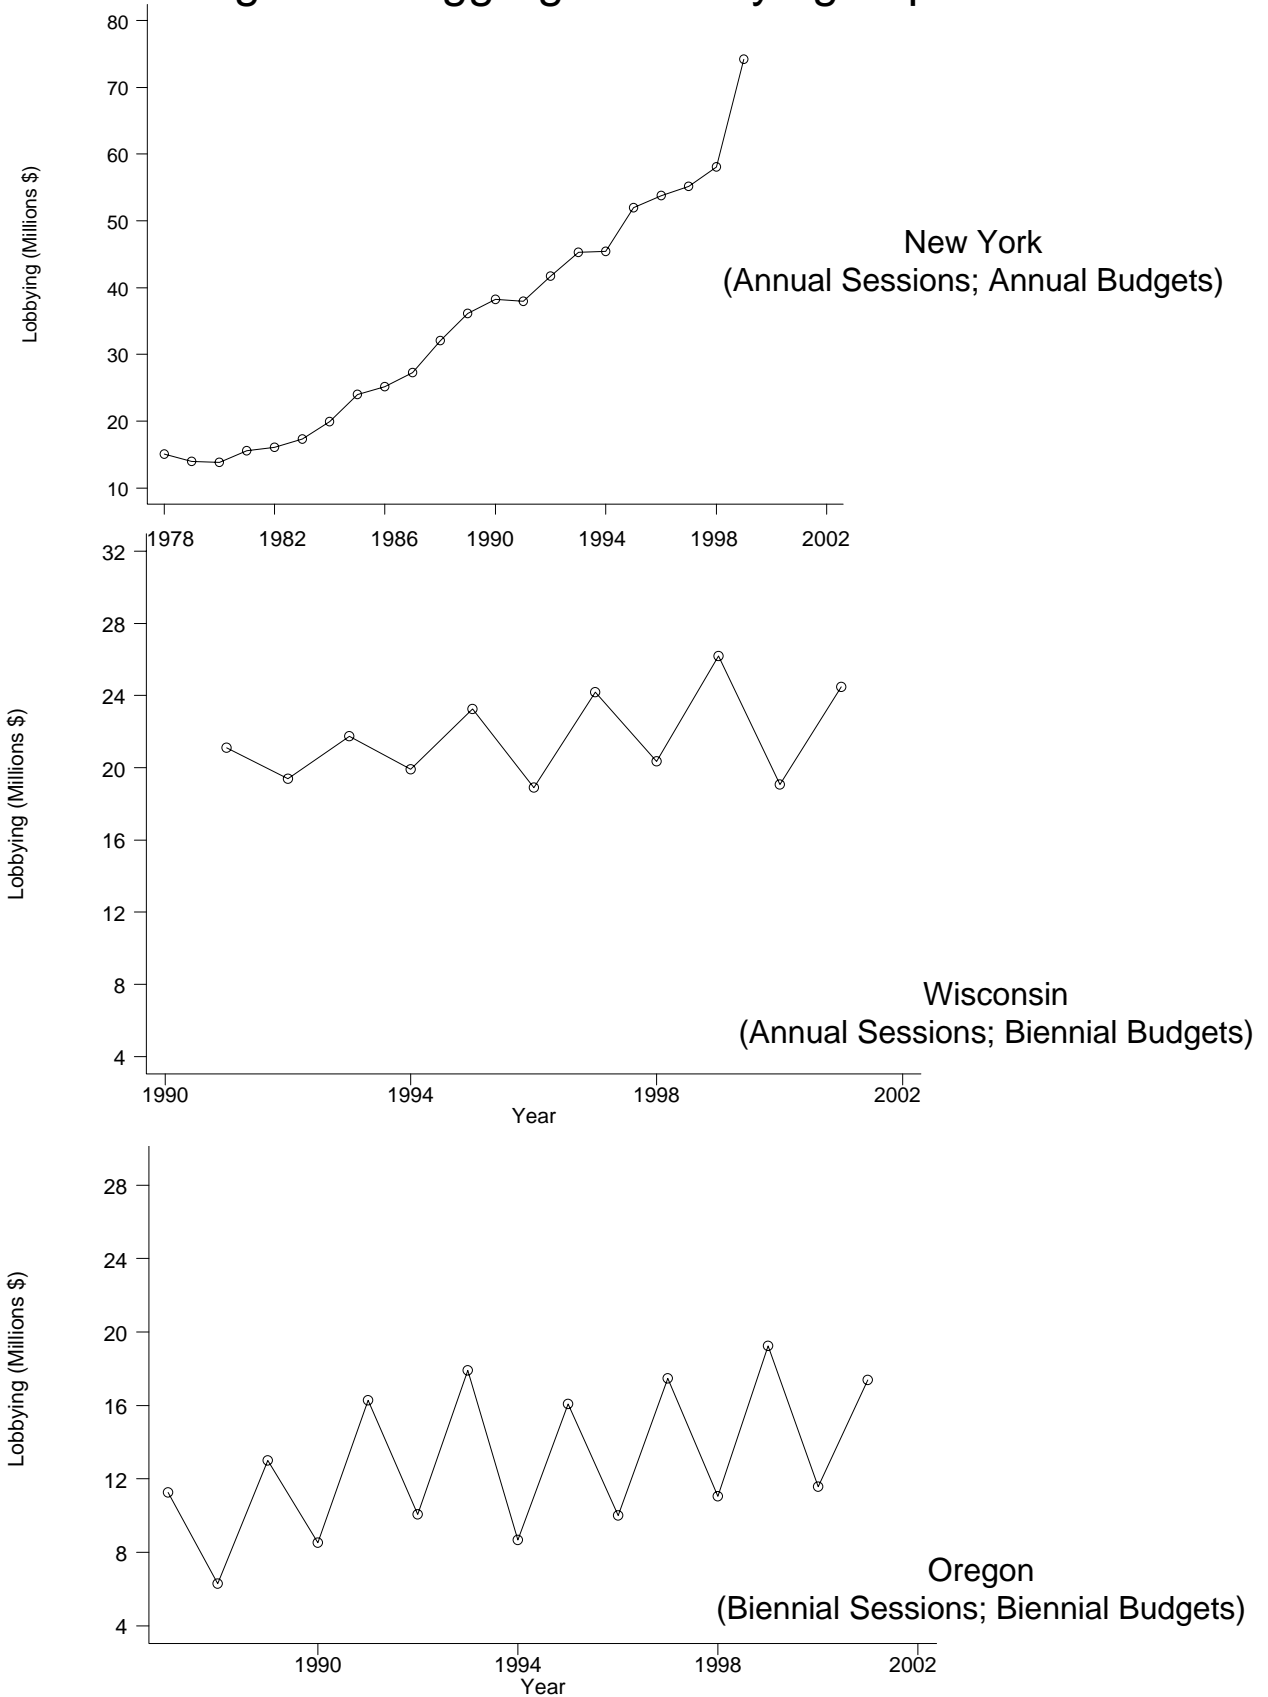 80
70
60
50
40
30
20
10
Lobbying (Millions $)
New York
(Annual Sessions; Annual Budgets)
1978 1982 1986 1990 1994 1998 2002
32
28
24
20
16
12
8
4
Lobbying (Millions $)
Wisconsin
(Annual Sessions; Biennial Budgets)
1990 1994 1998 2002
Year
28
24
20
16
12
8
4
Lobbying (Millions $)
Oregon
(Biennial Sessions; Biennial Budgets)
1990 1994 1998 2002
Year